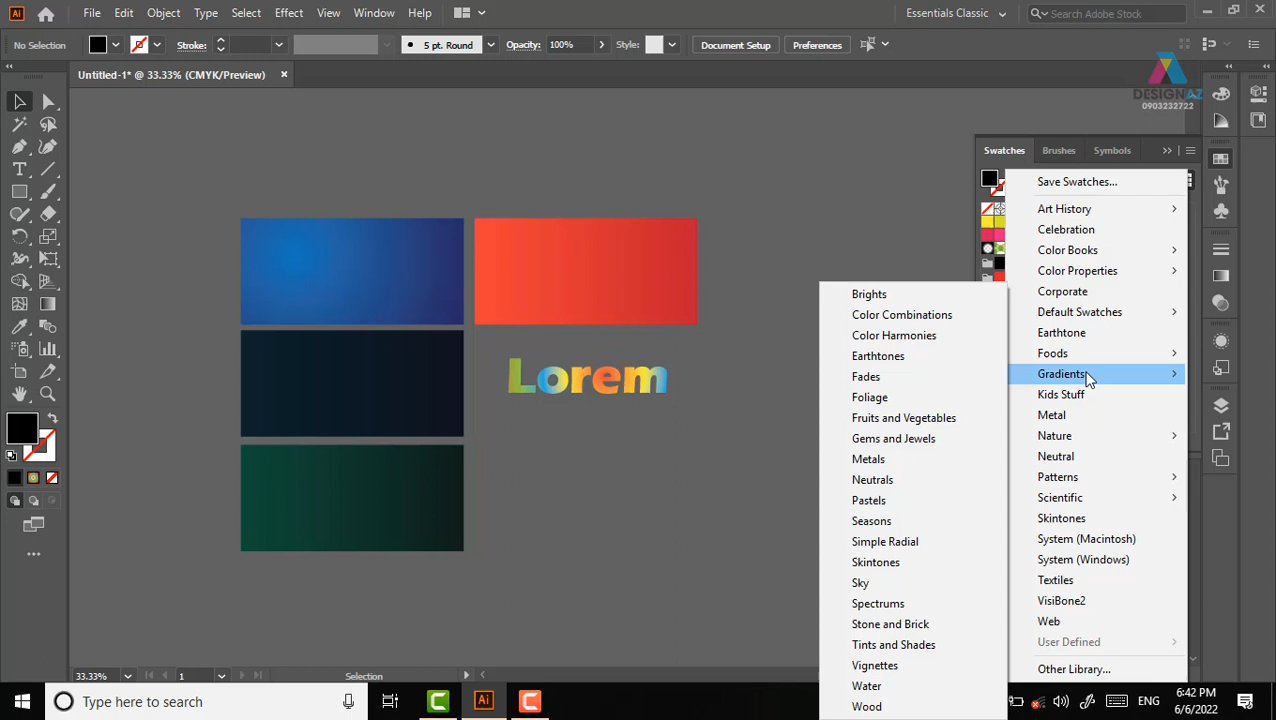 Ai File Edit Object Type Select Effect View Window Help Essentials Classic Search Adobe Stock
No Selection Stroke: 5 pt. Round Opacity: 100% Style: Document Setup Preferences
Untitled-1* @ 33.33% (CMYK/Preview)
DESIGN AZ
0903232722
Swatches Brushes Symbols
Save Swatches...
Art History
Celebration
Color Books
Color Properties
Corporate
Default Swatches
Earthtone
Foods
Gradients
Kids Stuff
Metal
Nature
Neutral
Patterns
Scientific
Skintones
System (Macintosh)
System (Windows)
Textiles
VisiBone2
Web
User Defined
Other Library...
Brights
Color Combinations
Color Harmonies
Earthtones
Fades
Foliage
Fruits and Vegetables
Gems and Jewels
Metals
Neutrals
Pastels
Seasons
Simple Radial
Skintones
Sky
Spectrums
Stone and Brick
Tints and Shades
Vignettes
Water
Wood
Lorem
33.33% 1 Selection
Type here to search Ai ENG 6:42 PM
6/6/2022